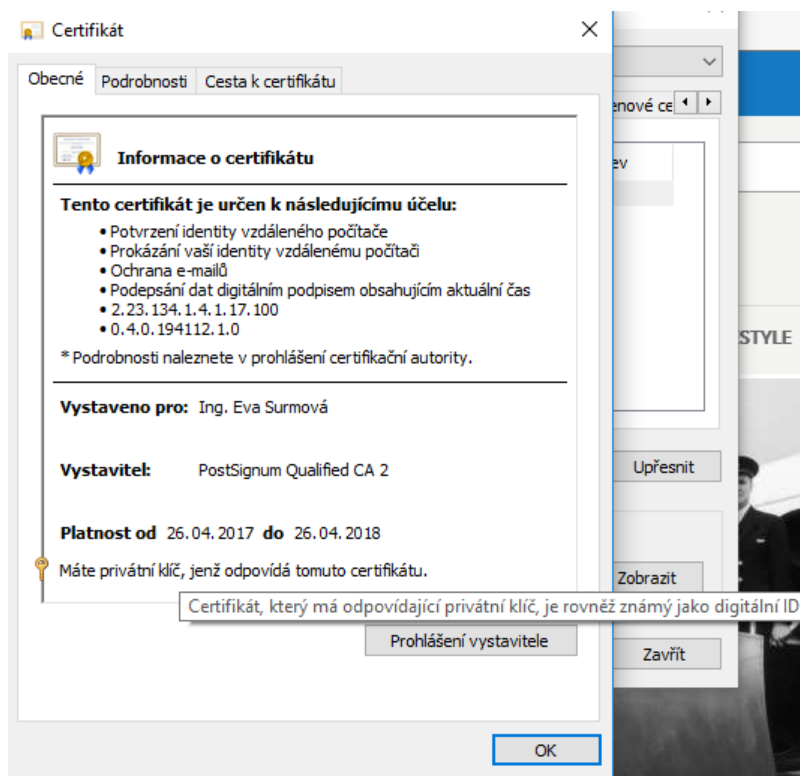 Certifikát
Obecné
Podrobnosti
Cesta k certifikátu
Informace o certifikátu
Tento certifikát je určen k následujícímu účelu:
• Potvrzení identity vzdáleného počítače
• Prokázání vaší identity vzdálenému počítači
• Ochrana e-mailů
• Podepsání dat digitálním podpisem obsahujícím aktuální čas
• 2.23.134.1.4.1.17.100
• 0.4.0.194112.1.0
* Podrobnosti naleznete v prohlášení certifikační autority.
Vystaveno pro: Ing. Eva Surmová
Vystavitel: PostSignum Qualified CA 2
Platnost od 26.04.2017 do 26.04.2018
Máte privátní klíč, jenž odpovídá tomuto certifikátu.
Certifikát, který má odpovídající privátní klíč, je rovněž známý jako digitální ID
Prohlášení vystavitele
OK
enové ce
ev
Upřesnit
Zobrazit
Zavřít
STYLE